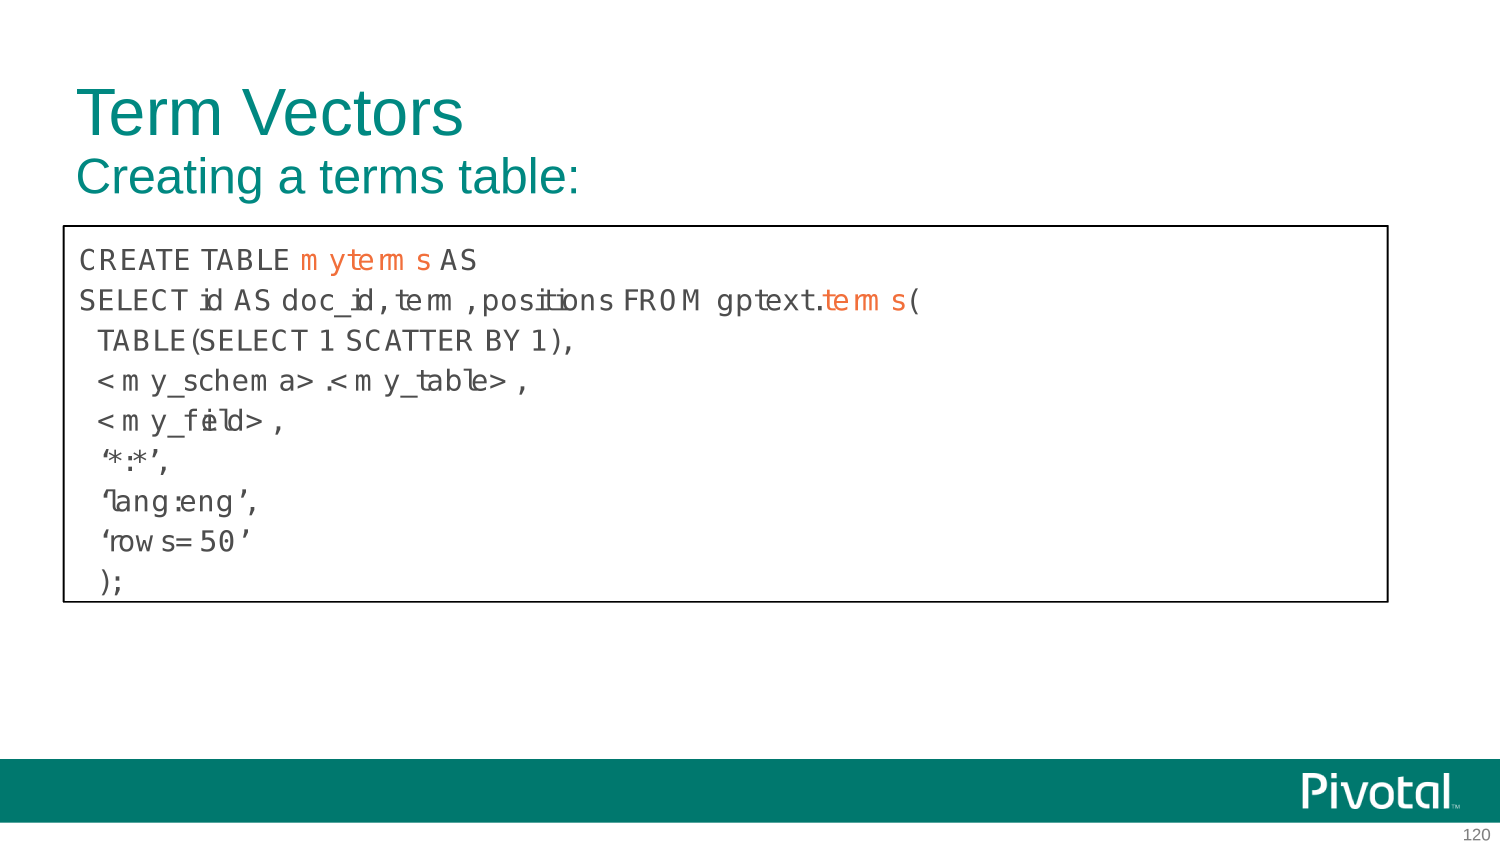 Term Vectors
Creating a terms table:
CREATE TABLE myterms AS
SELECT id AS doc_id, term, positions FROM gptext.terms(
TABLE(SELECT 1 SCATTER BY 1),
<my_schema>.<my_table>,
<my_field>,
‘*:*’,
‘lang:eng’,
‘rows=50’
);
Pivotal™
120